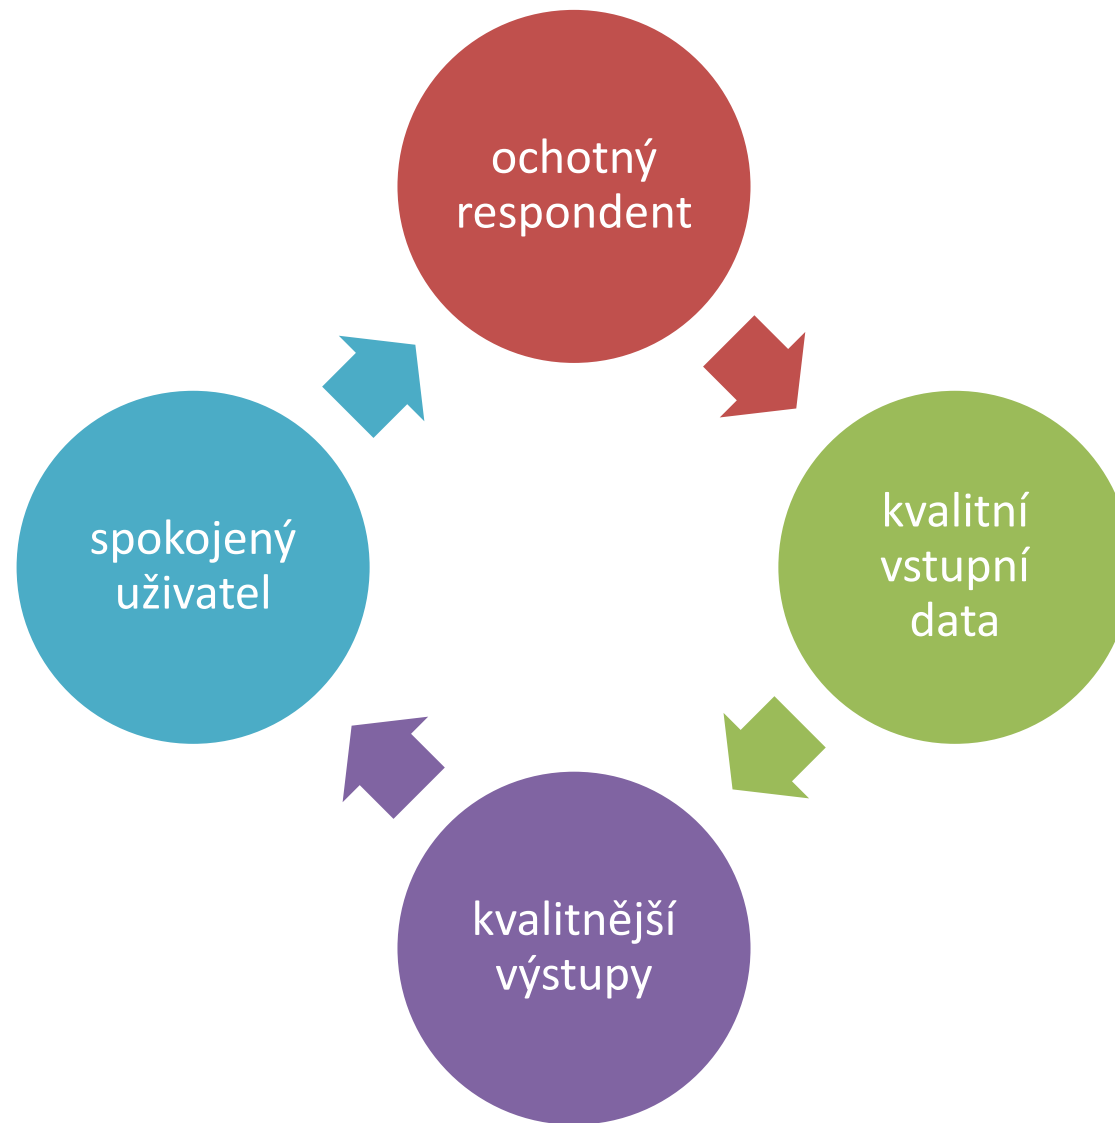 ochotný
respondent
kvalitní
vstupní
data
spokojený
uživatel
kvalitnější
výstupy